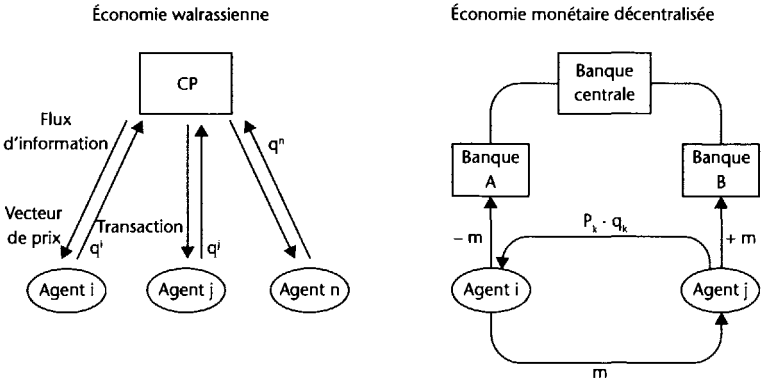 Économie walrassienne
CP
Flux
d'information
qⁿ
Vecteur
de prix
Transaction
qⁱ
qʲ
Agent i
Agent j
Agent n
Économie monétaire décentralisée
Banque
centrale
Banque
A
Banque
B
Pₖ · qₖ
– m
+ m
Agent i
Agent j
m